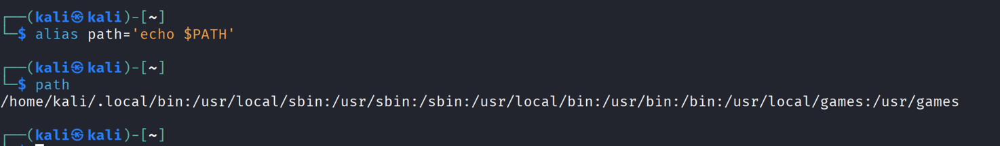 ┌──(kali㉿kali)-[~]
└─$ alias path='echo $PATH'
┌──(kali㉿kali)-[~]
└─$ path
/home/kali/.local/bin:/usr/local/sbin:/usr/sbin:/sbin:/usr/local/bin:/usr/bin:/bin:/usr/local/games:/usr/games
┌──(kali㉿kali)-[~]
└─$